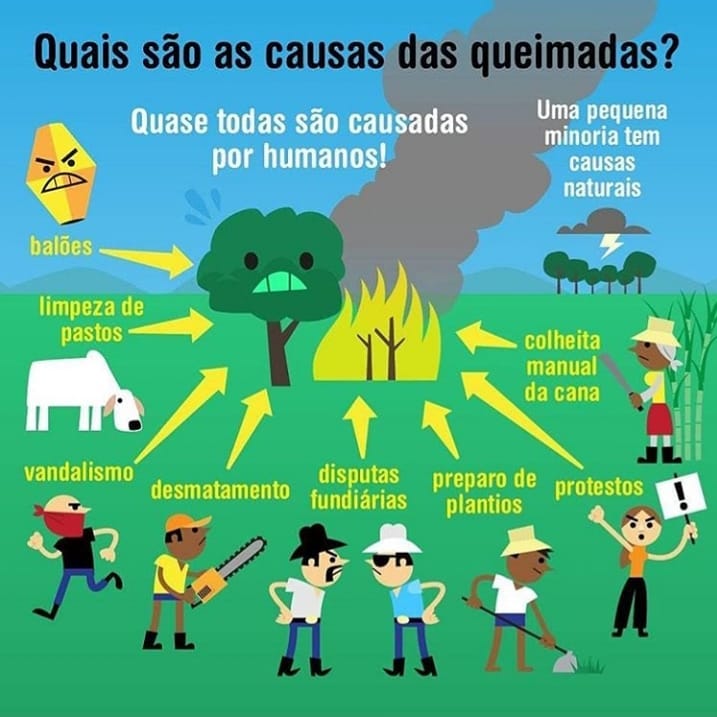 Quais são as causas das queimadas?
Quase todas são causadas
por humanos!
Uma pequena
minoria tem
causas
naturais
balões
limpeza de
pastos
colheita
manual
da cana
vandalismo
desmatamento
disputas
fundiárias
preparo de
plantios
protestos
!